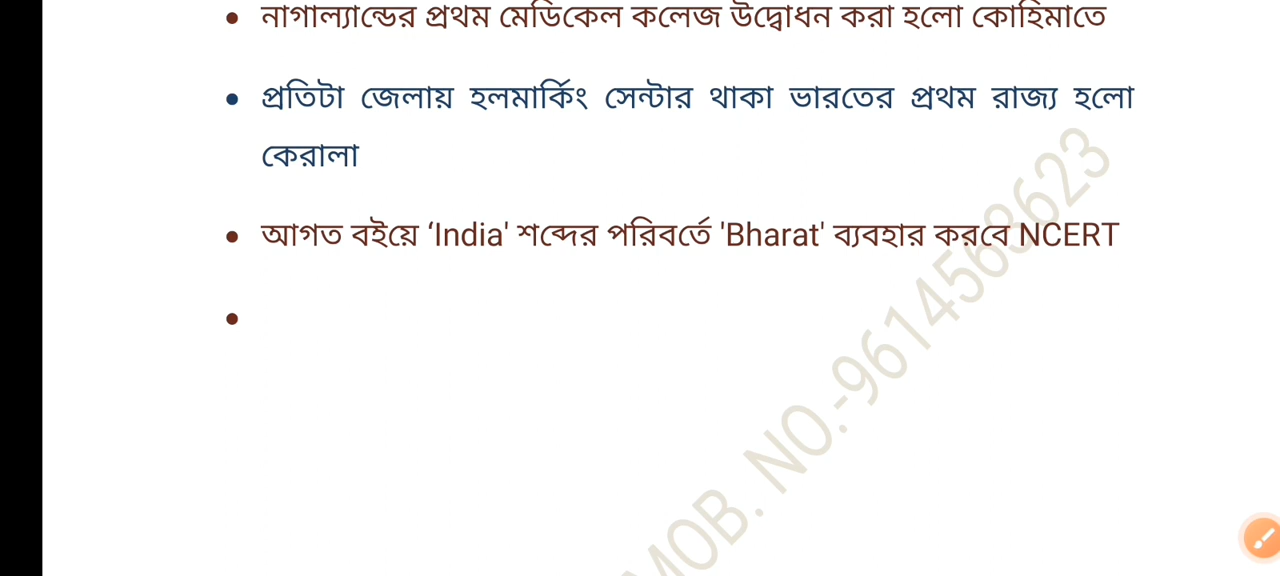 • নাগাল্যান্ডের প্রথম মেডিকেল কলেজ উদ্বোধন করা হলো কোহিমাতে
• প্রতিটা জেলায় হলমার্কিং সেন্টার থাকা ভারতের প্রথম রাজ্য হলো
কেরালা
• আগত বইয়ে ‘India' শব্দের পরিবর্তে 'Bharat' ব্যবহার করবে NCERT
•
MOB. NO.-9614563623